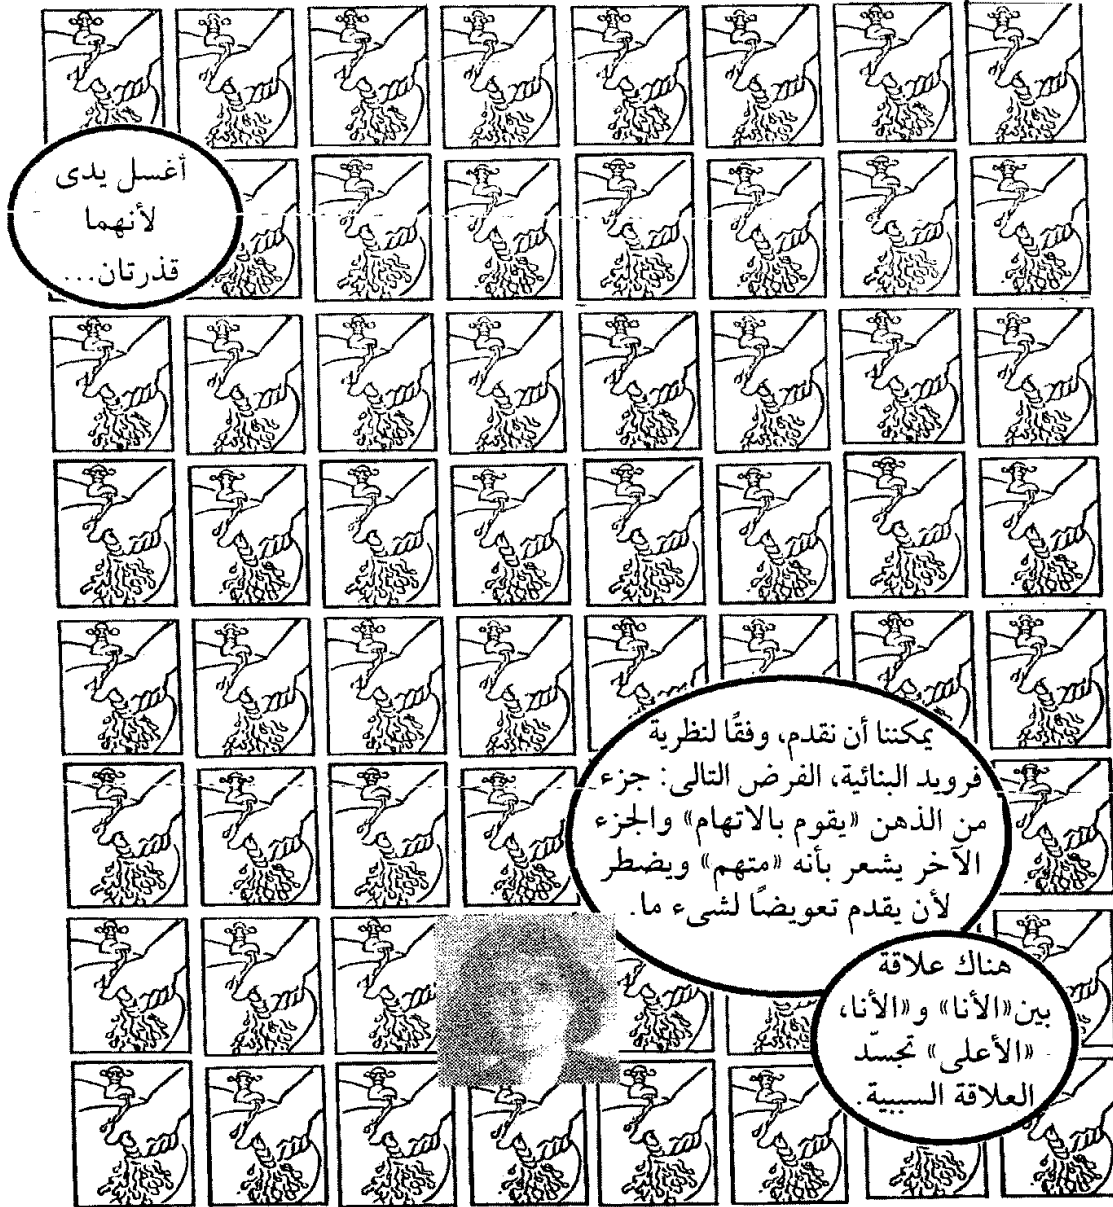 أغسل يدى
لأنهما
قذرتان...
يمكننا أن نقدم، وفقًا لنظرية
فرويد البنائية، الفرض التالى: جزء
من الذهن «يقوم بالاتهام» والجزء
الآخر يشعر بأنه «متهم» ويضطر
لأن يقدم تعويضًا لشىء ما.
هناك علاقة
بين«الأنا» و«الأنا،
«الأعلى» تجسّد
العلاقة السببية.